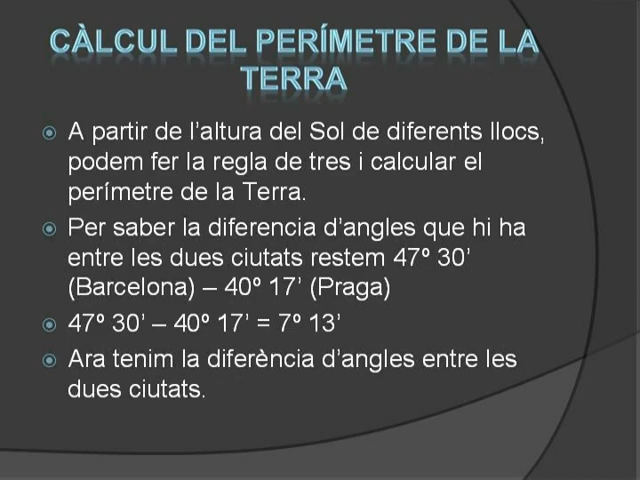 CÀLCUL DEL PERÍMETRE DE LA
TERRA
A partir de l'altura del Sol de diferents llocs,
podem fer la regla de tres i calcular el
perímetre de la Terra.
Per saber la diferencia d'angles que hi ha
entre les dues ciutats restem 47º 30'
(Barcelona) – 40º 17' (Praga)
47º 30' – 40º 17' = 7º 13'
Ara tenim la diferència d'angles entre les
dues ciutats.